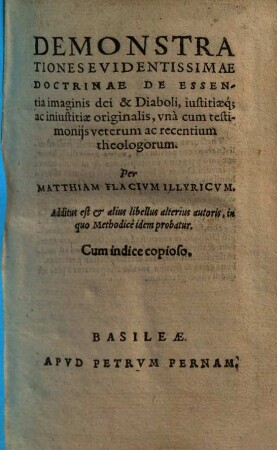 DEMONSTRA
TIONES EVIDENTISSIMAE
DOCTRINAE DE ESSEN-
tia imaginis dei & Diaboli, iustitiæq;
ac iniustitiæ originalis, vnà cum testi-
monijs veterum ac recentium
theologorum.
Per
MATTHIAM FLACIVM ILLYRICVM.
Additus est & alius libellus alterius autoris, in
quo Methodicè idem probatur.
Cum indice copioso.
BASILEÆ.
APVD PETRVM PERNAM.